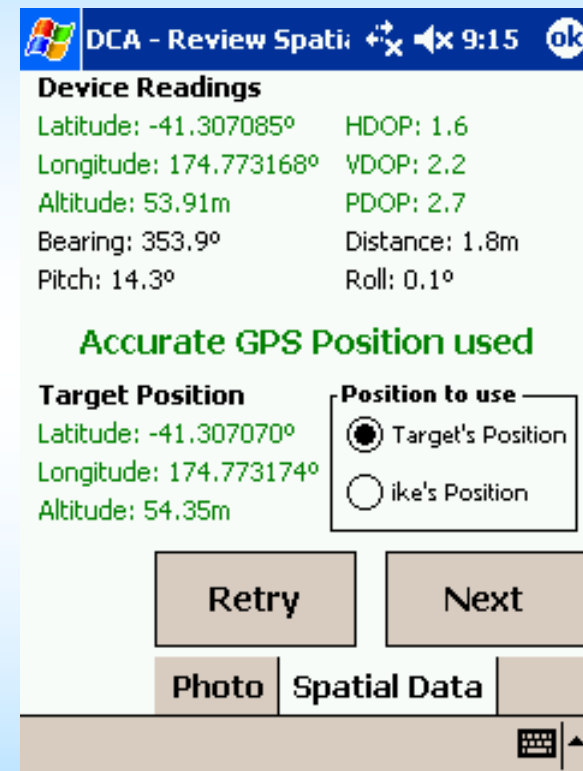 DCA - Review Spati 9:15 ok
Device Readings
Latitude: -41.307085º HDOP: 1.6
Longitude: 174.773168º VDOP: 2.2
Altitude: 53.91m PDOP: 2.7
Bearing: 353.9º Distance: 1.8m
Pitch: 14.3º Roll: 0.1º
Accurate GPS Position used
Target Position Position to use
Latitude: -41.307070º Target's Position
Longitude: 174.773174º ike's Position
Altitude: 54.35m
Retry Next
Photo Spatial Data